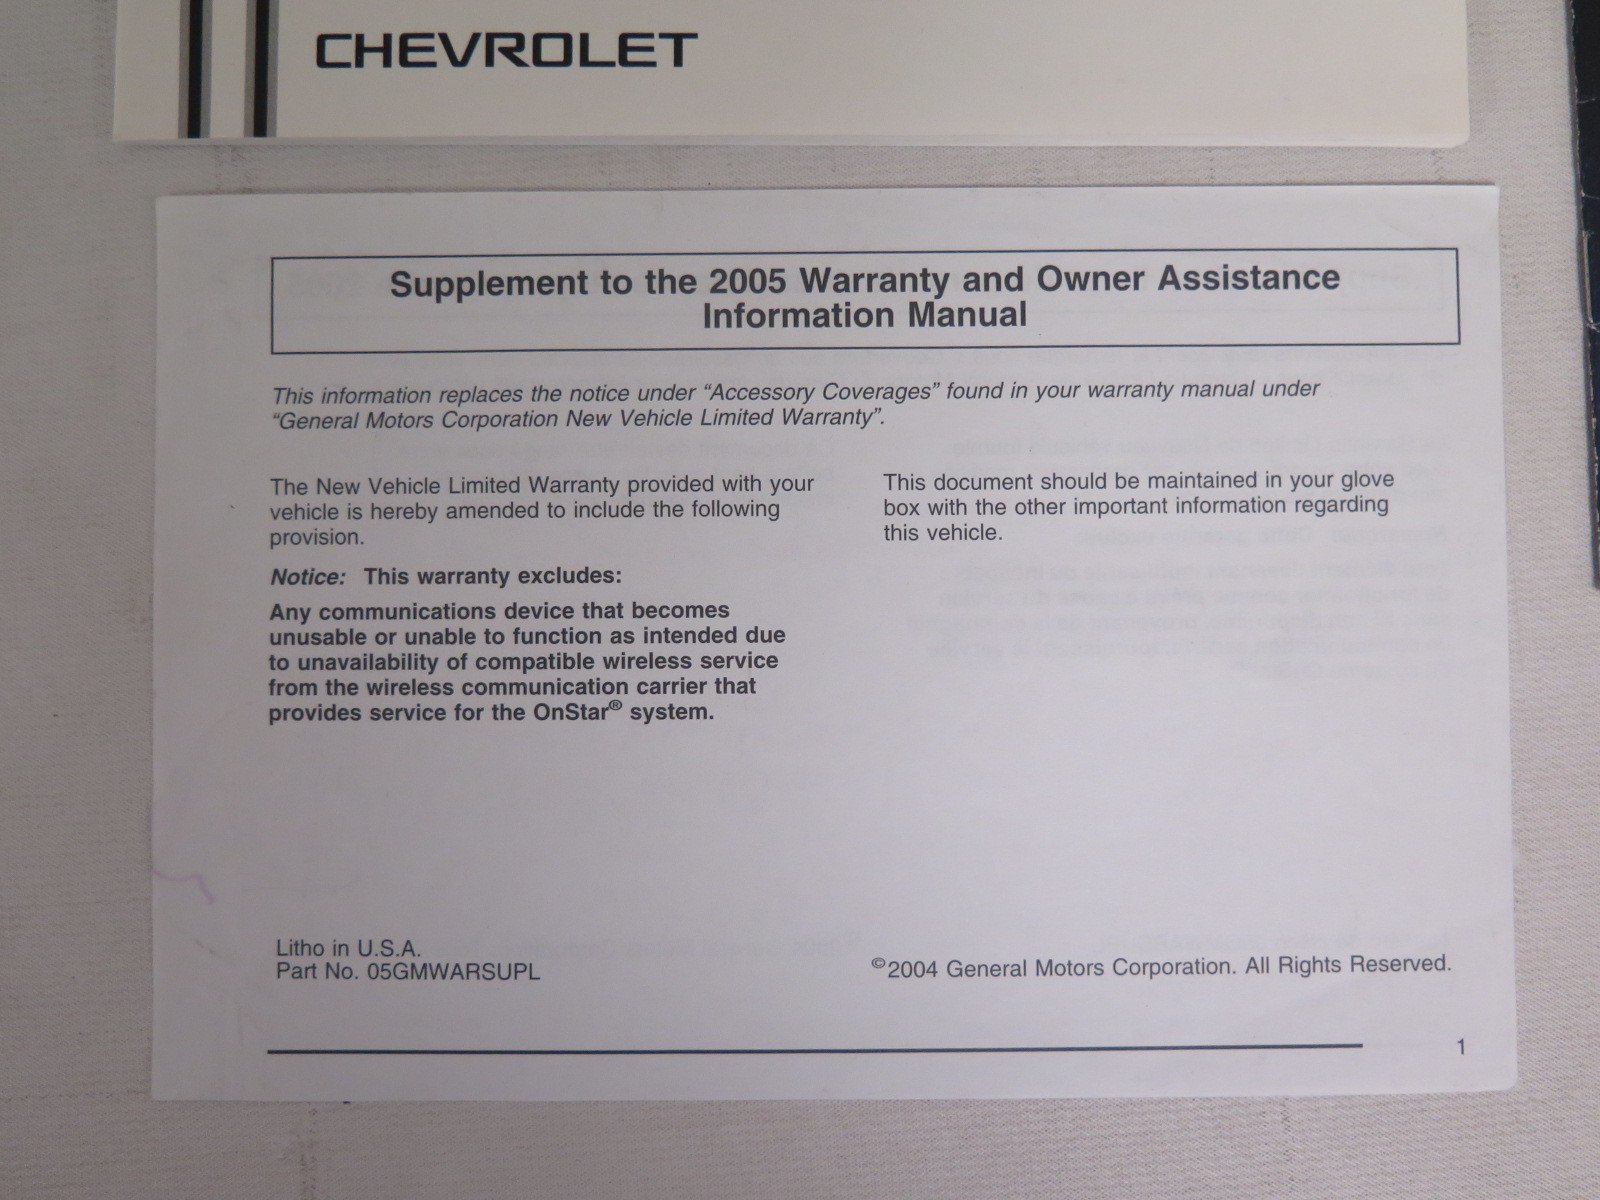 CHEVROLET
Supplement to the 2005 Warranty and Owner Assistance
Information Manual
This information replaces the notice under “Accessory Coverages” found in your warranty manual under
“General Motors Corporation New Vehicle Limited Warranty”.
The New Vehicle Limited Warranty provided with your
vehicle is hereby amended to include the following
provision.
Notice: This warranty excludes:
Any communications device that becomes
unusable or unable to function as intended due
to unavailability of compatible wireless service
from the wireless communication carrier that
provides service for the OnStar® system.
This document should be maintained in your glove
box with the other important information regarding
this vehicle.
Litho in U.S.A.
Part No. 05GMWARSUPL
©2004 General Motors Corporation. All Rights Reserved.
1